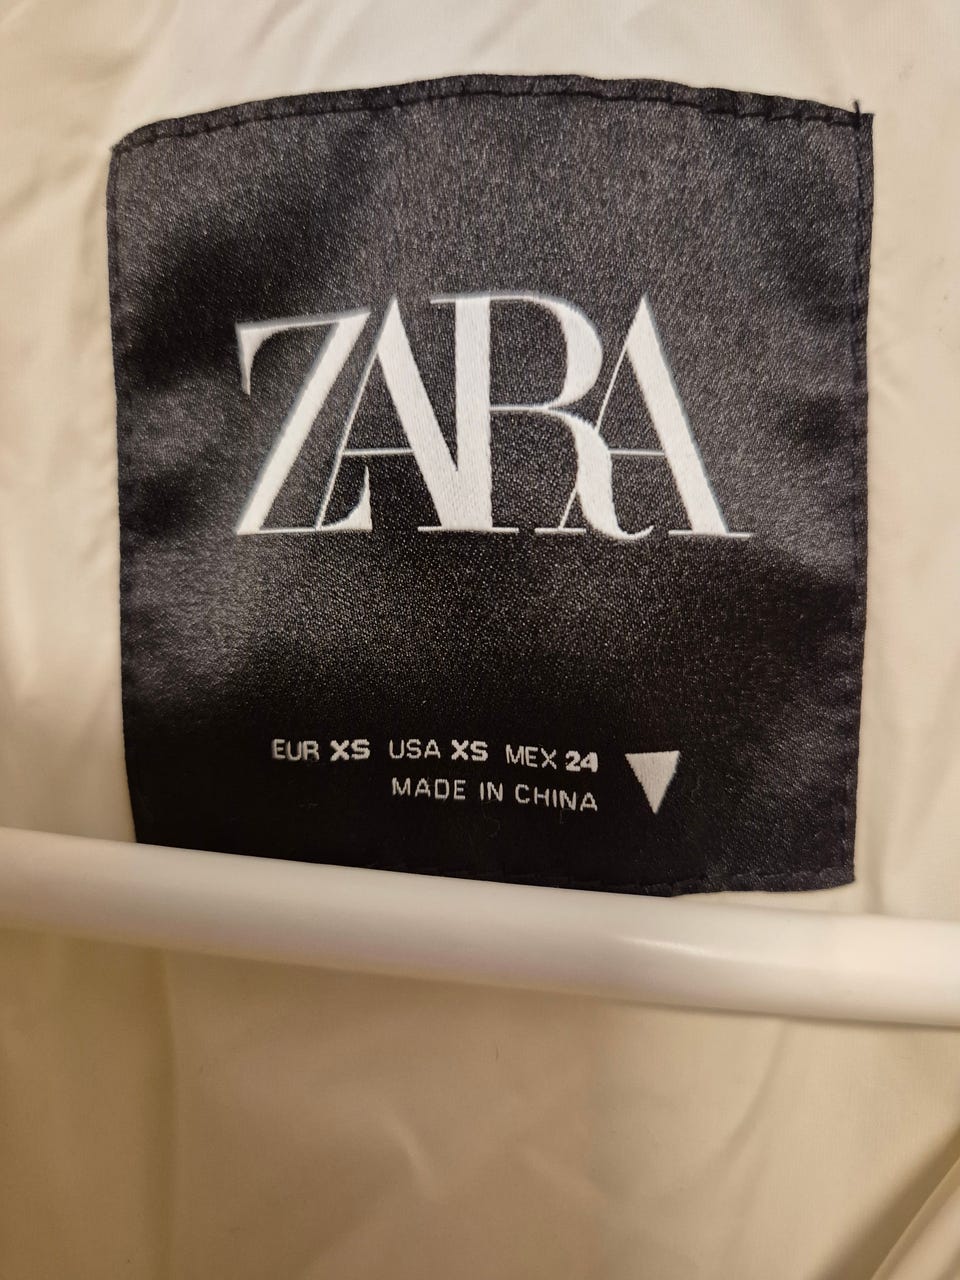 ZARA
EUR XS USA XS MEX 24
MADE IN CHINA